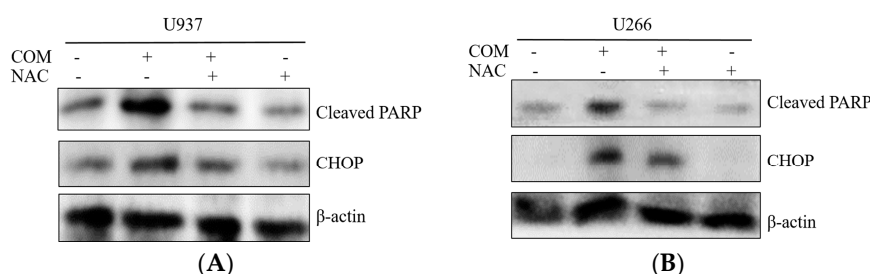 U937
COM - + + -
NAC - - + +
Cleaved PARP
CHOP
β-actin
(A)
U266
COM - + + -
NAC - - + +
Cleaved PARP
CHOP
β-actin
(B)